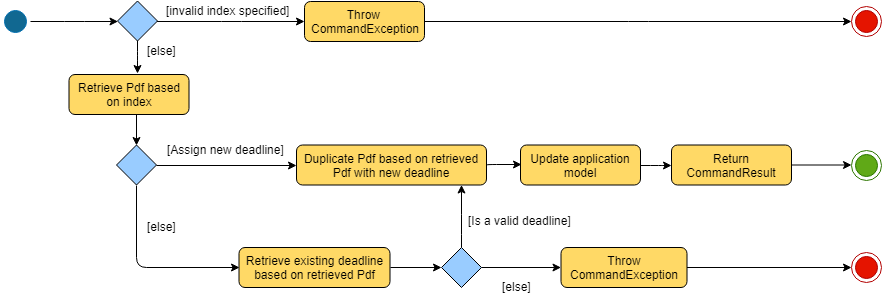 [invalid index specified]
Throw
CommandException
[else]
Retrieve Pdf based
on index
[Assign new deadline]
Duplicate Pdf based on retrieved
Pdf with new deadline
Update application
model
Return
CommandResult
[else]
[Is a valid deadline]
Retrieve existing deadline
based on retrieved Pdf
[else]
Throw
CommandException